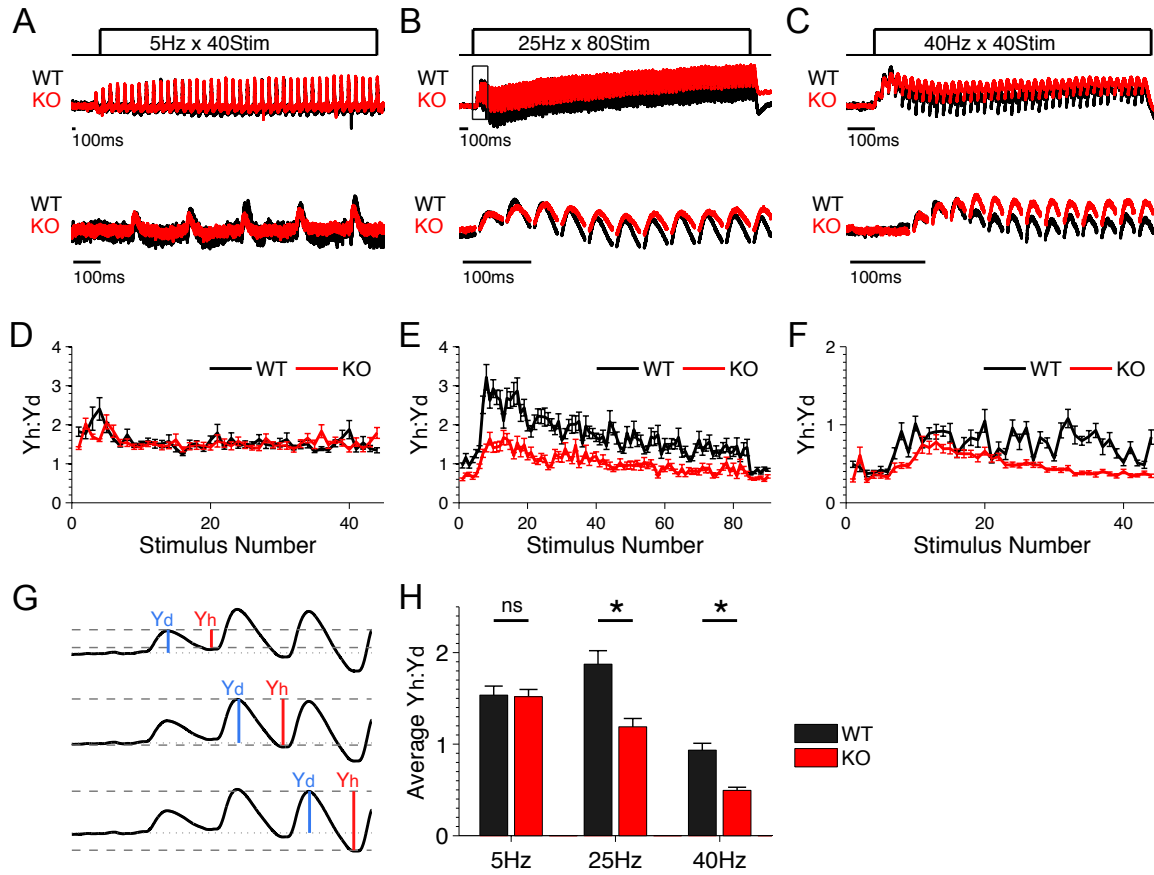 A
5Hz x 40Stim
WT
KO
100ms
WT
KO
100ms
B
25Hz x 80Stim
WT
KO
100ms
WT
KO
100ms
C
40Hz x 40Stim
WT
KO
100ms
WT
KO
100ms
D
WT KO
Yh:Yd
4
3
2
1
0
0 20 40
Stimulus Number
E
WT KO
Yh:Yd
4
3
2
1
0
0 20 40 60 80
Stimulus Number
F
WT KO
Yh:Yd
2
1
0
0 20 40
Stimulus Number
G
Yd Yh
Yd Yh
Yd Yh
H
ns * *
Average Yh:Yd
2
1
0
5Hz 25Hz 40Hz
WT
KO